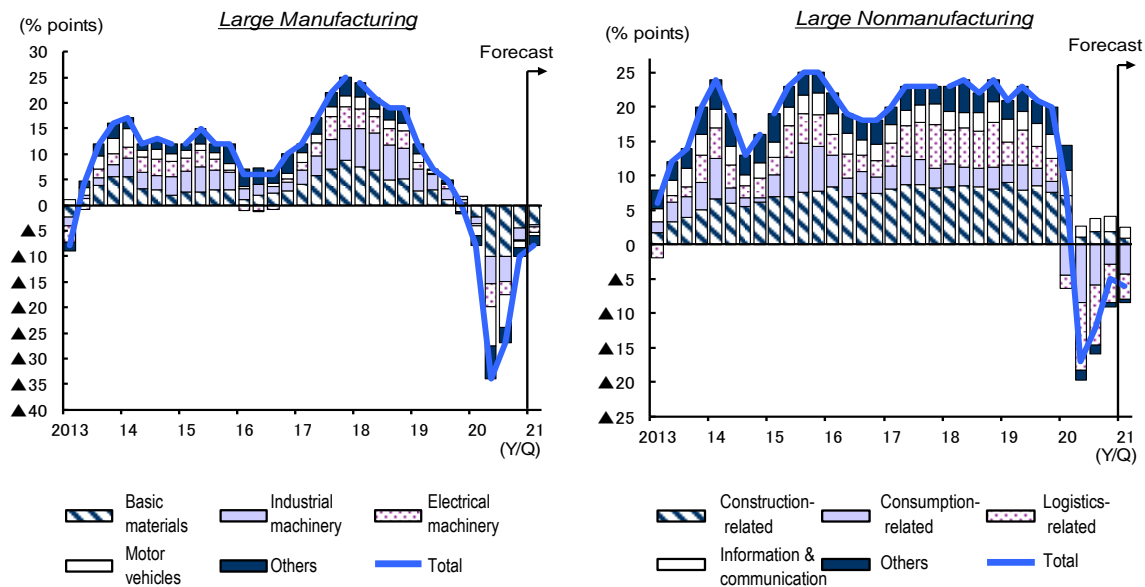 Large Manufacturing
(% points)
Forecast
30
25
20
15
10
5
0
▲5
▲10
▲15
▲20
▲25
▲30
▲35
▲40
2013 14 15 16 17 18 19 20 21
(Y/Q)
Basic materials
Industrial machinery
Electrical machinery
Motor vehicles
Others
Total
Large Nonmanufacturing
(% points)
Forecast
25
20
15
10
5
0
▲5
▲10
▲15
▲20
▲25
2013 14 15 16 17 18 19 20 21
(Y/Q)
Construction-related
Consumption-related
Logistics-related
Information & communication
Others
Total